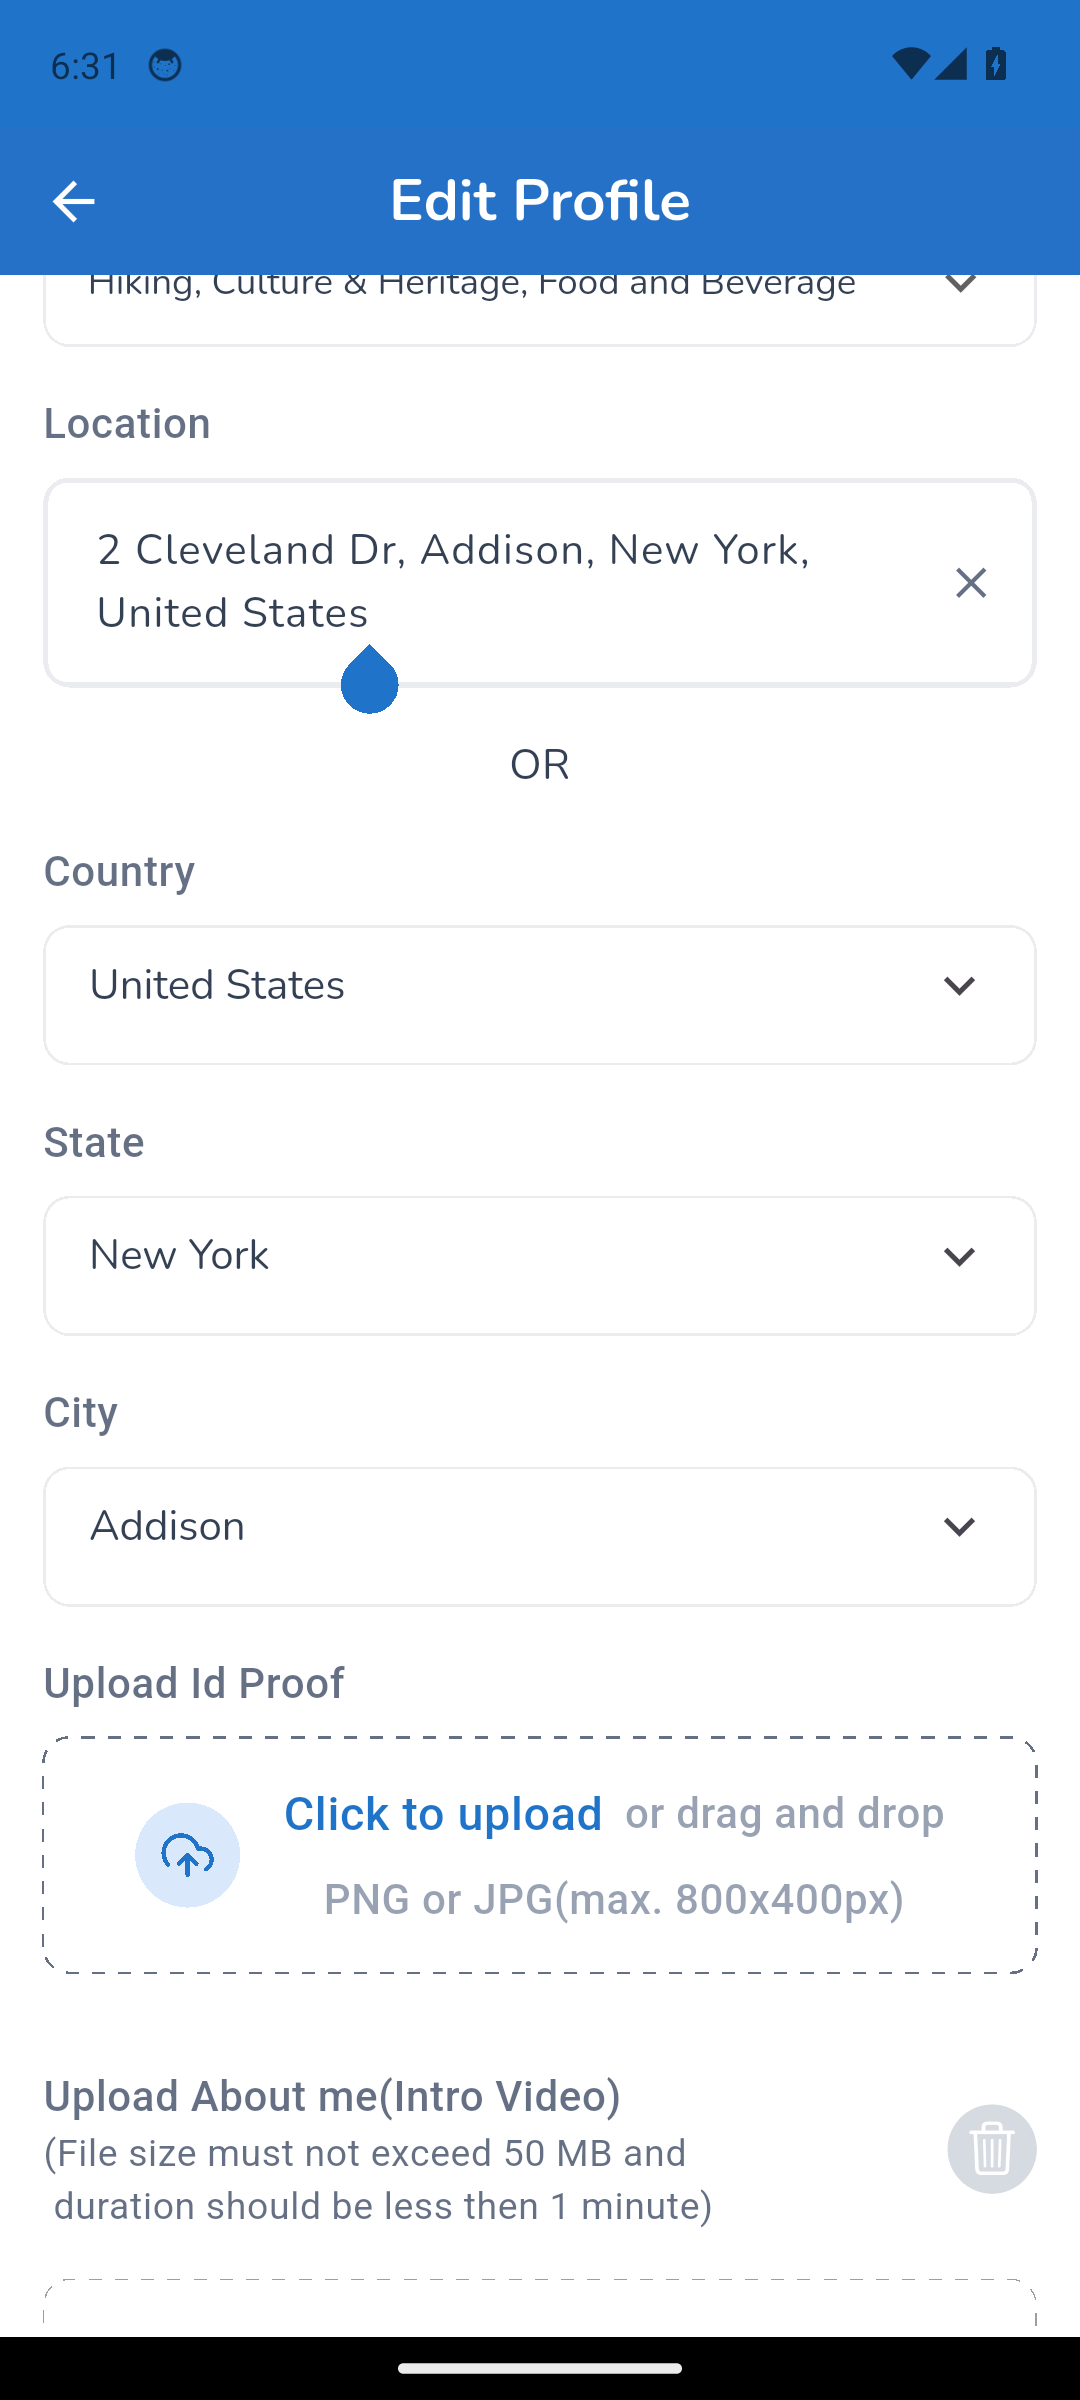 6:31
Edit Profile
Hiking, Culture & Heritage, Food and Beverage
Location
2 Cleveland Dr, Addison, New York,
United States
OR
Country
United States
State
New York
City
Addison
Upload Id Proof
Click to upload or drag and drop
PNG or JPG(max. 800x400px)
Upload About me(Intro Video)
(File size must not exceed 50 MB and
duration should be less then 1 minute)